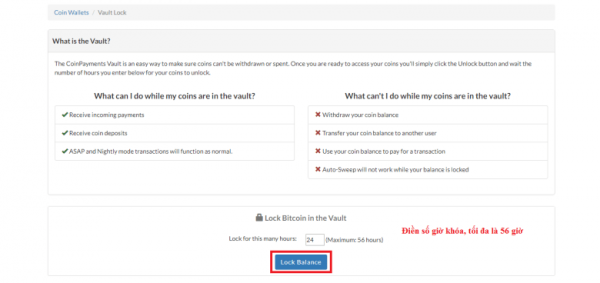 Coin Wallets / Vault Lock
What is the Vault?
The CoinPayments Vault is an easy way to make sure coins can't be withdrawn or spent. Once you are ready to access your coins you'll simply click the Unlock button and wait the
number of hours you enter below for your coins to unlock.
What can I do while my coins are in the vault?
✔ Receive incoming payments
✔ Receive coin deposits
✔ ASAP and Nightly mode transactions will function as normal.
What can't I do while my coins are in the vault?
✖ Withdraw your coin balance
✖ Transfer your coin balance to another user
✖ Use your coin balance to pay for a transaction
✖ Auto-Sweep will not work while your balance is locked
Lock Bitcoin in the Vault
Lock for this many hours: 24 (Maximum: 56 hours)
Điền số giờ khóa, tối đa là 56 giờ
Lock Balance